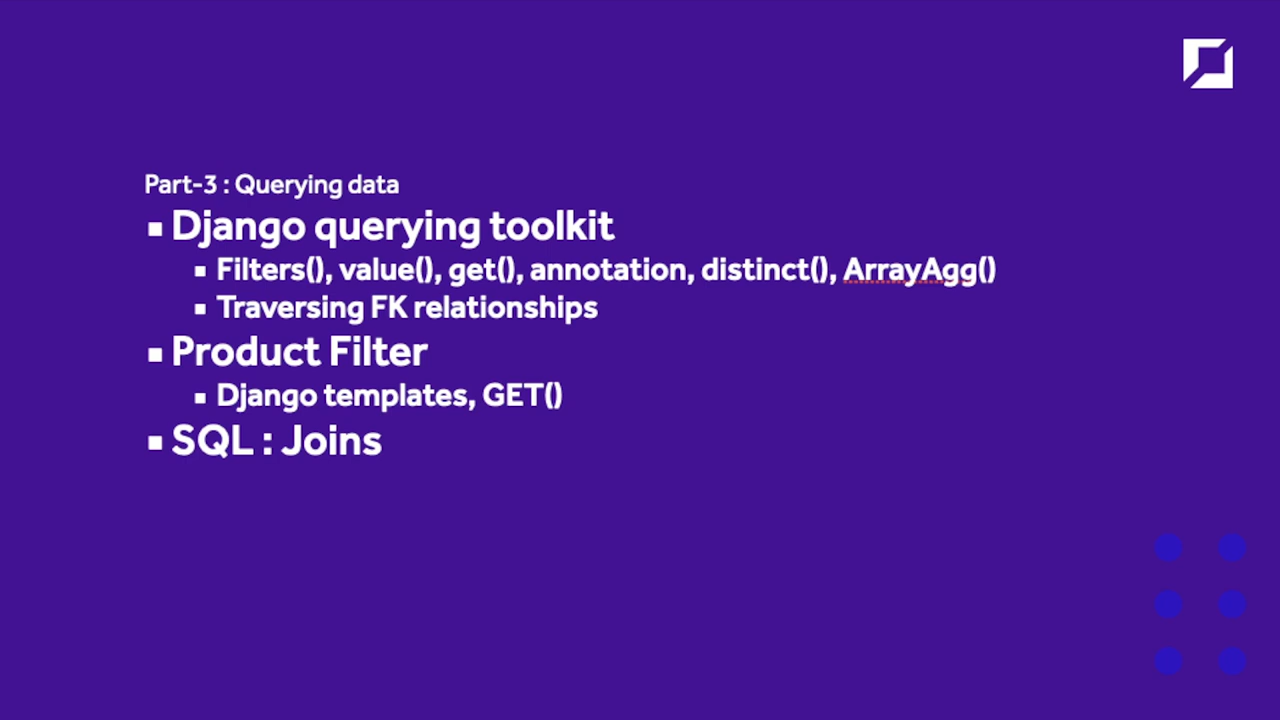 Part-3 : Querying data
▪ Django querying toolkit
▪ Filters(), value(), get(), annotation, distinct(), ArrayAgg()
▪ Traversing FK relationships
▪ Product Filter
▪ Django templates, GET()
▪ SQL : Joins